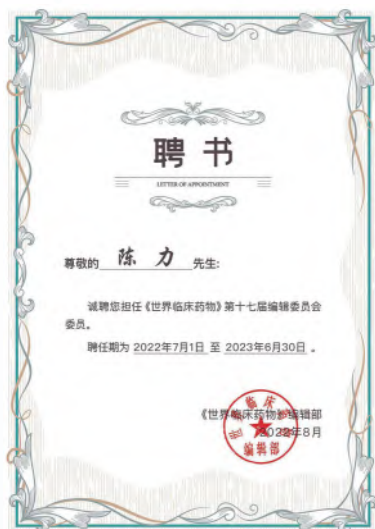 聘书
LETTER OF APPOINTMENT
尊敬的 陈力 先生:
诚聘您担任《世界临床药物》第十七届编辑委员会
委员。
聘任期为 2022年7月1日 至 2023年6月30日 。
《世界临床药物》编辑部
2022年8月
编辑部